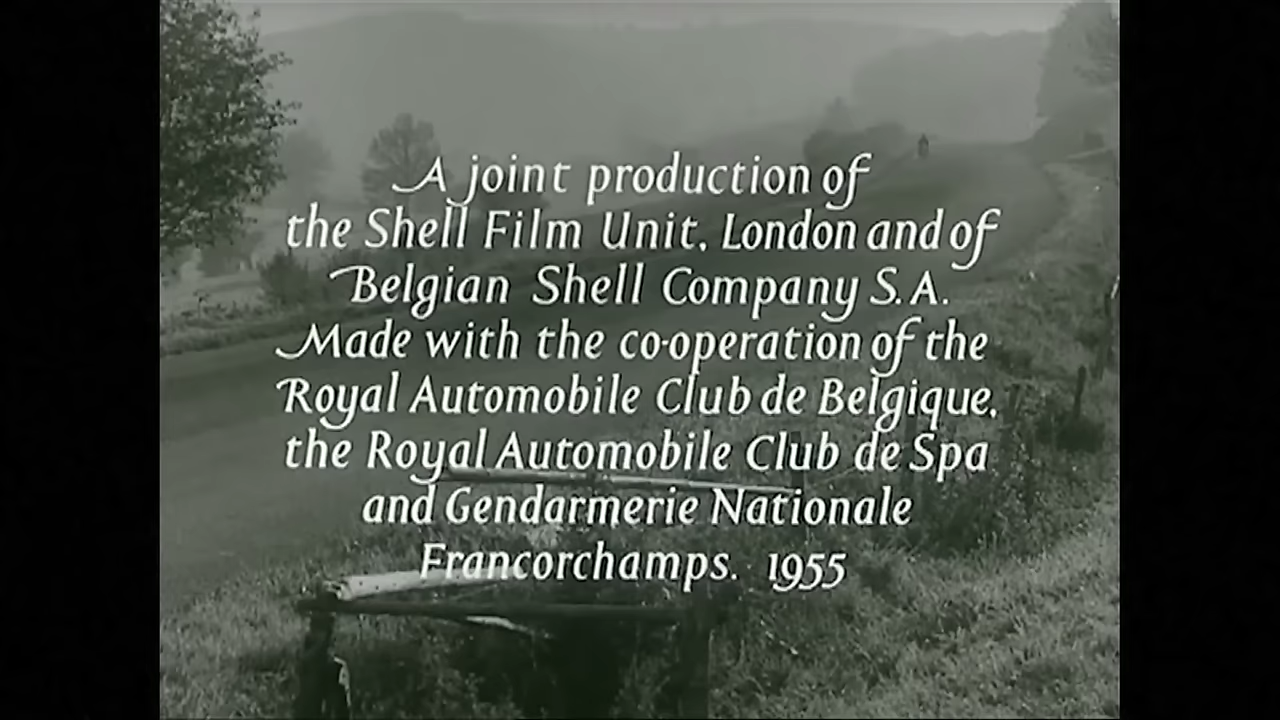 A joint production of
the Shell Film Unit, London and of
Belgian Shell Company S.A.
Made with the co-operation of the
Royal Automobile Club de Belgique,
the Royal Automobile Club de Spa
and Gendarmerie Nationale
Francorchamps. 1955